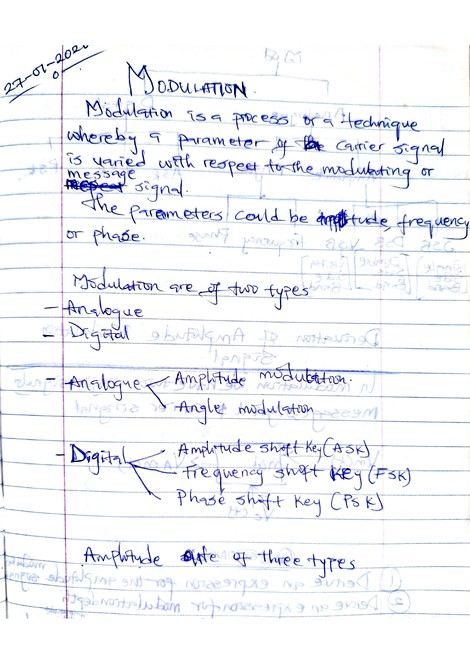 27-01-2020
MODULATION.
Modulation is a process or a technique
whereby a parameter of carrier signal
is varied with respect to the modulating or
message
signal.
The parameters could be amplitude, frequency
or phase.
Modulation are of two types
- Analogue
- Digital
- Analogue Amplitude modulation.
Angle modulation
- Digital Amplitude shift Key (ASK)
Frequency shift Key (FSK)
Phase shift Key (PSK)
Amplitude are of three types